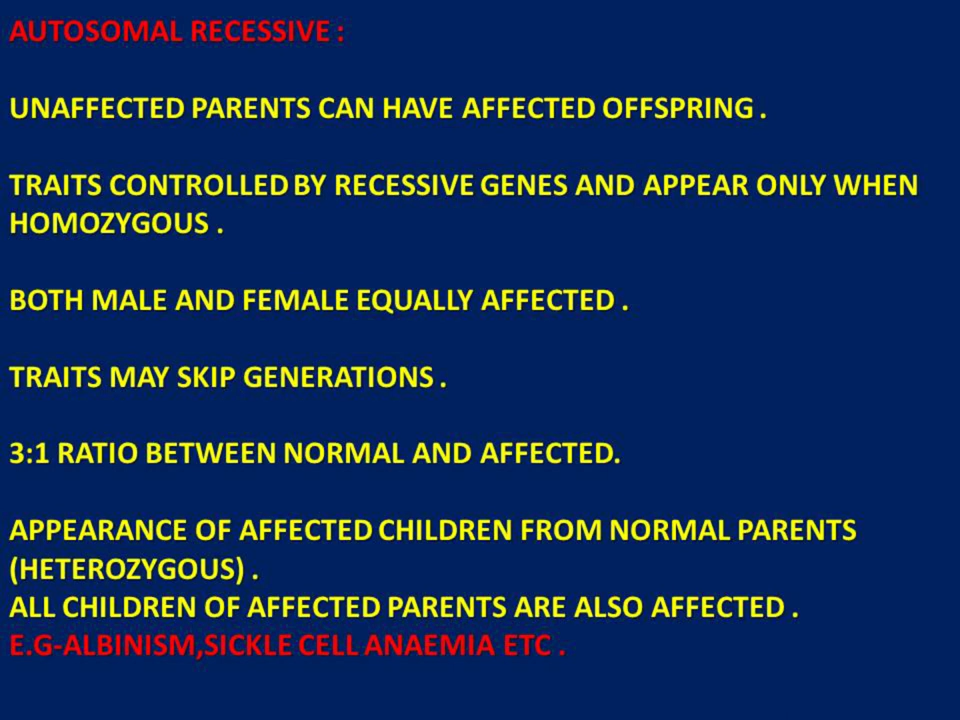 AUTOSOMAL RECESSIVE :
UNAFFECTED PARENTS CAN HAVE AFFECTED OFFSPRING .
TRAITS CONTROLLED BY RECESSIVE GENES AND APPEAR ONLY WHEN
HOMOZYGOUS .
BOTH MALE AND FEMALE EQUALLY AFFECTED .
TRAITS MAY SKIP GENERATIONS .
3:1 RATIO BETWEEN NORMAL AND AFFECTED.
APPEARANCE OF AFFECTED CHILDREN FROM NORMAL PARENTS
(HETEROZYGOUS) .
ALL CHILDREN OF AFFECTED PARENTS ARE ALSO AFFECTED .
E.G-ALBINISM,SICKLE CELL ANAEMIA ETC .